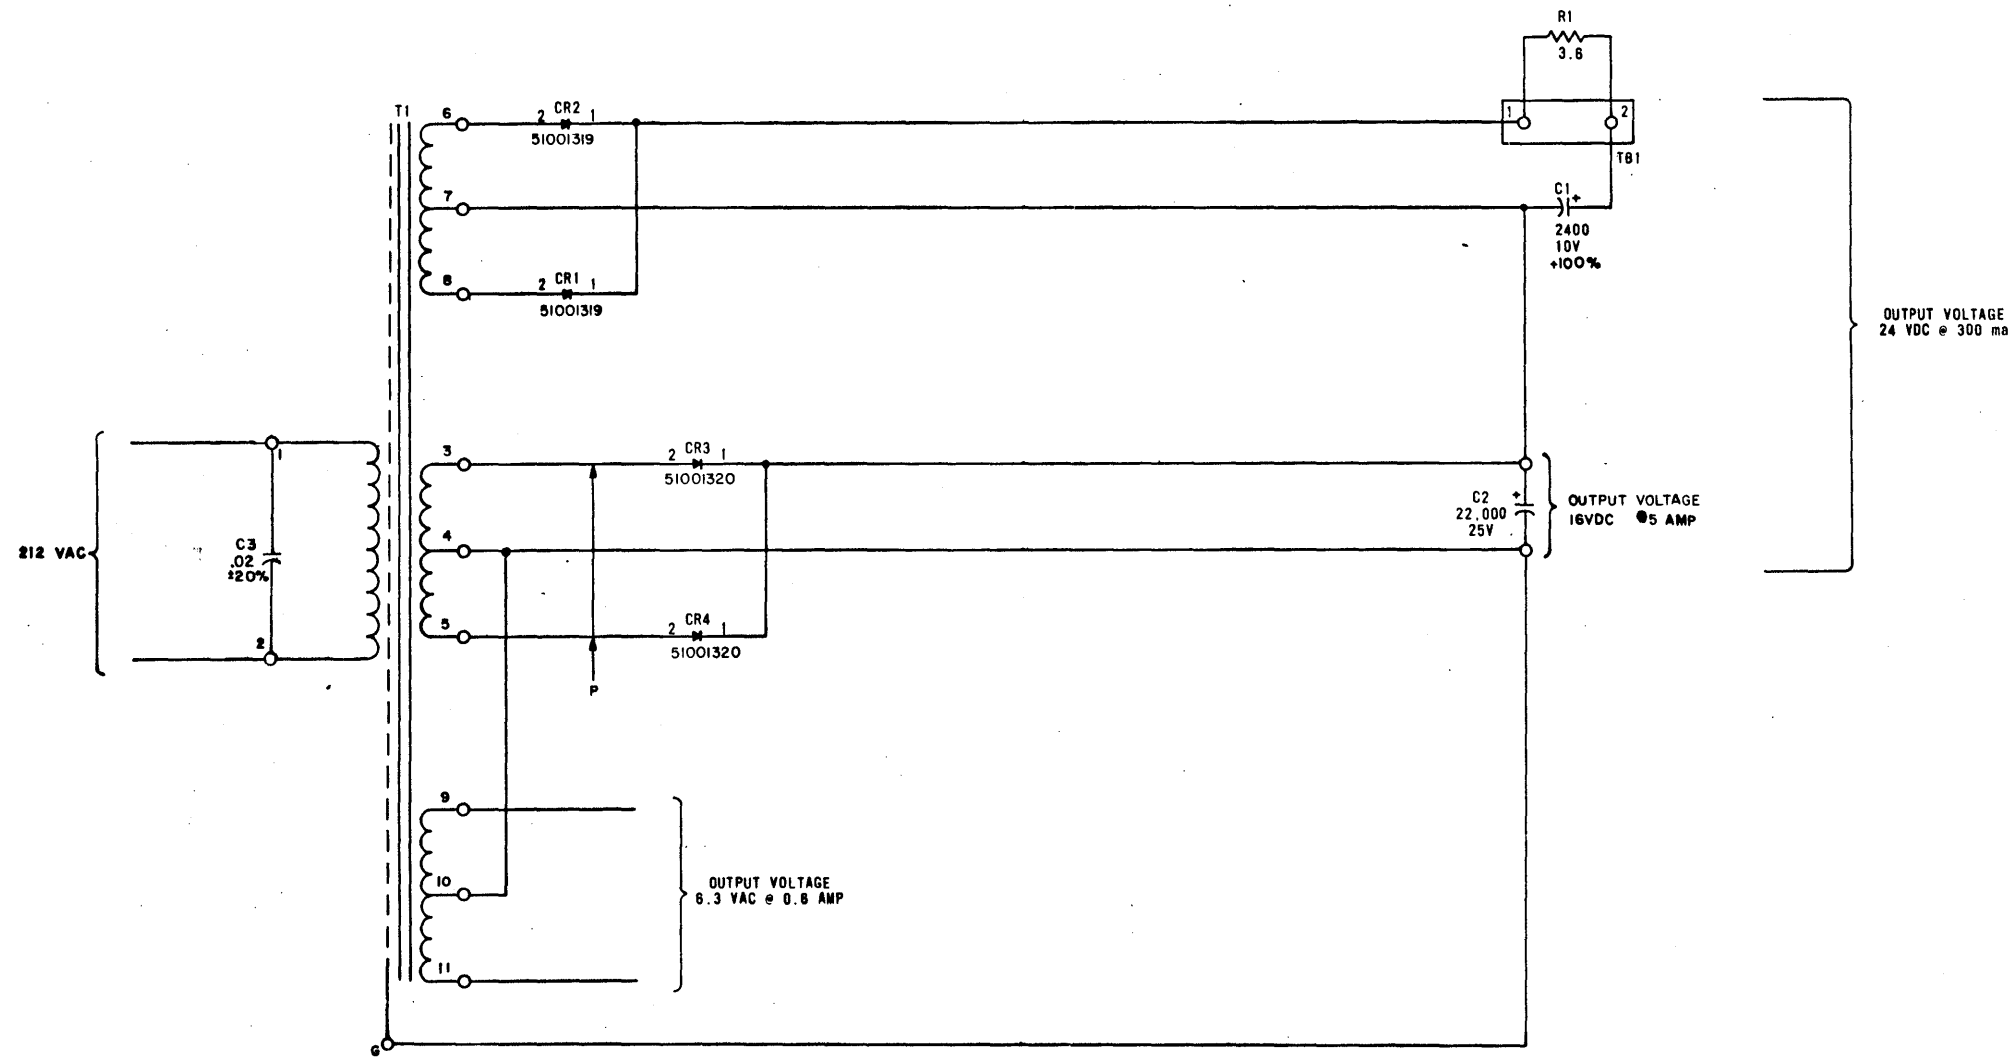 R1
3.6
T1
6
2 CR2 1
51001319
1 2
TB1
7
C1
+
2400
10V
+100%
8
2 CR1 1
51001319
OUTPUT VOLTAGE
24 VDC @ 300 ma
1
3
2 CR3 1
51001320
C2
+
22,000
25V
OUTPUT VOLTAGE
16VDC @5 AMP
4
212 VAC
C3
.02
±20%
2
5
2 CR4 1
51001320
P
9
10
OUTPUT VOLTAGE
6.3 VAC @ 0.6 AMP
11
G